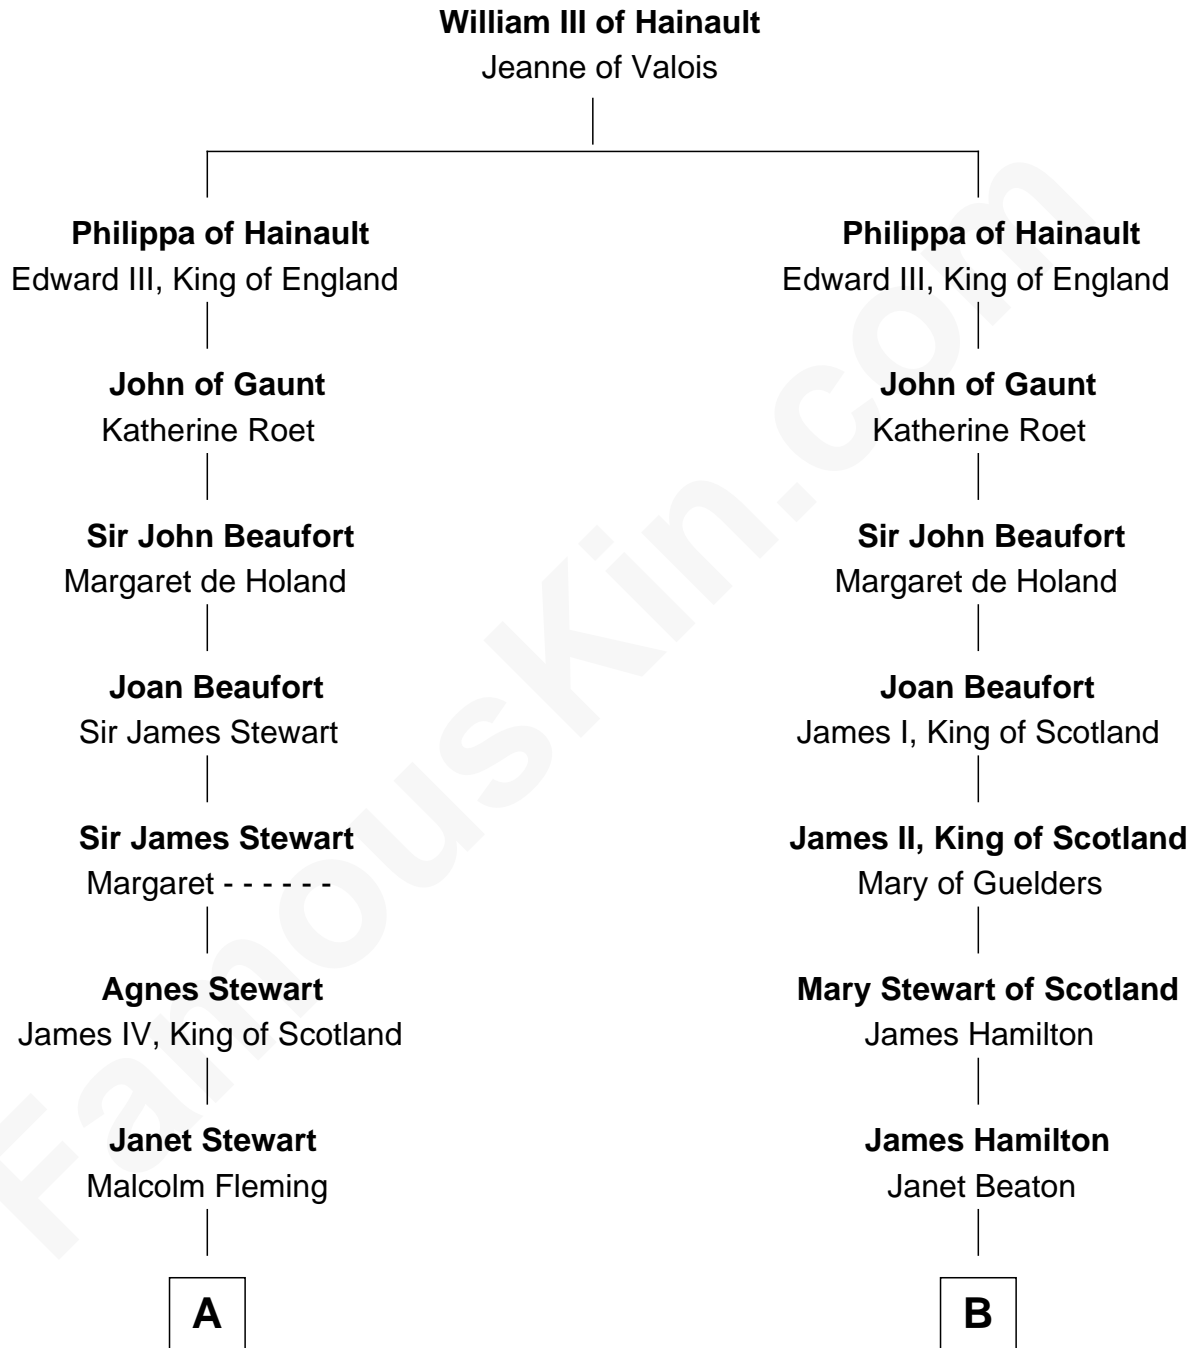 William III of Hainault
Jeanne of Valois
Philippa of Hainault
Edward III, King of England
John of Gaunt
Katherine Roet
Sir John Beaufort
Margaret de Holand
Joan Beaufort
Sir James Stewart
Sir James Stewart
Margaret - - - - - -
Agnes Stewart
James IV, King of Scotland
Janet Stewart
Malcolm Fleming
A
Philippa of Hainault
Edward III, King of England
John of Gaunt
Katherine Roet
Sir John Beaufort
Margaret de Holand
Joan Beaufort
James I, King of Scotland
James II, King of Scotland
Mary of Guelders
Mary Stewart of Scotland
James Hamilton
James Hamilton
Janet Beaton
B
FamousKin.com